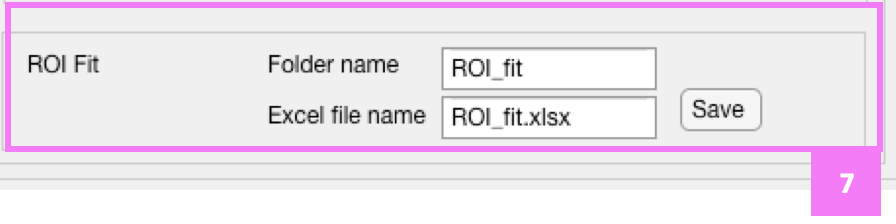 ROI Fit Folder name ROI_fit
Excel file name ROI_fit.xlsx Save
7